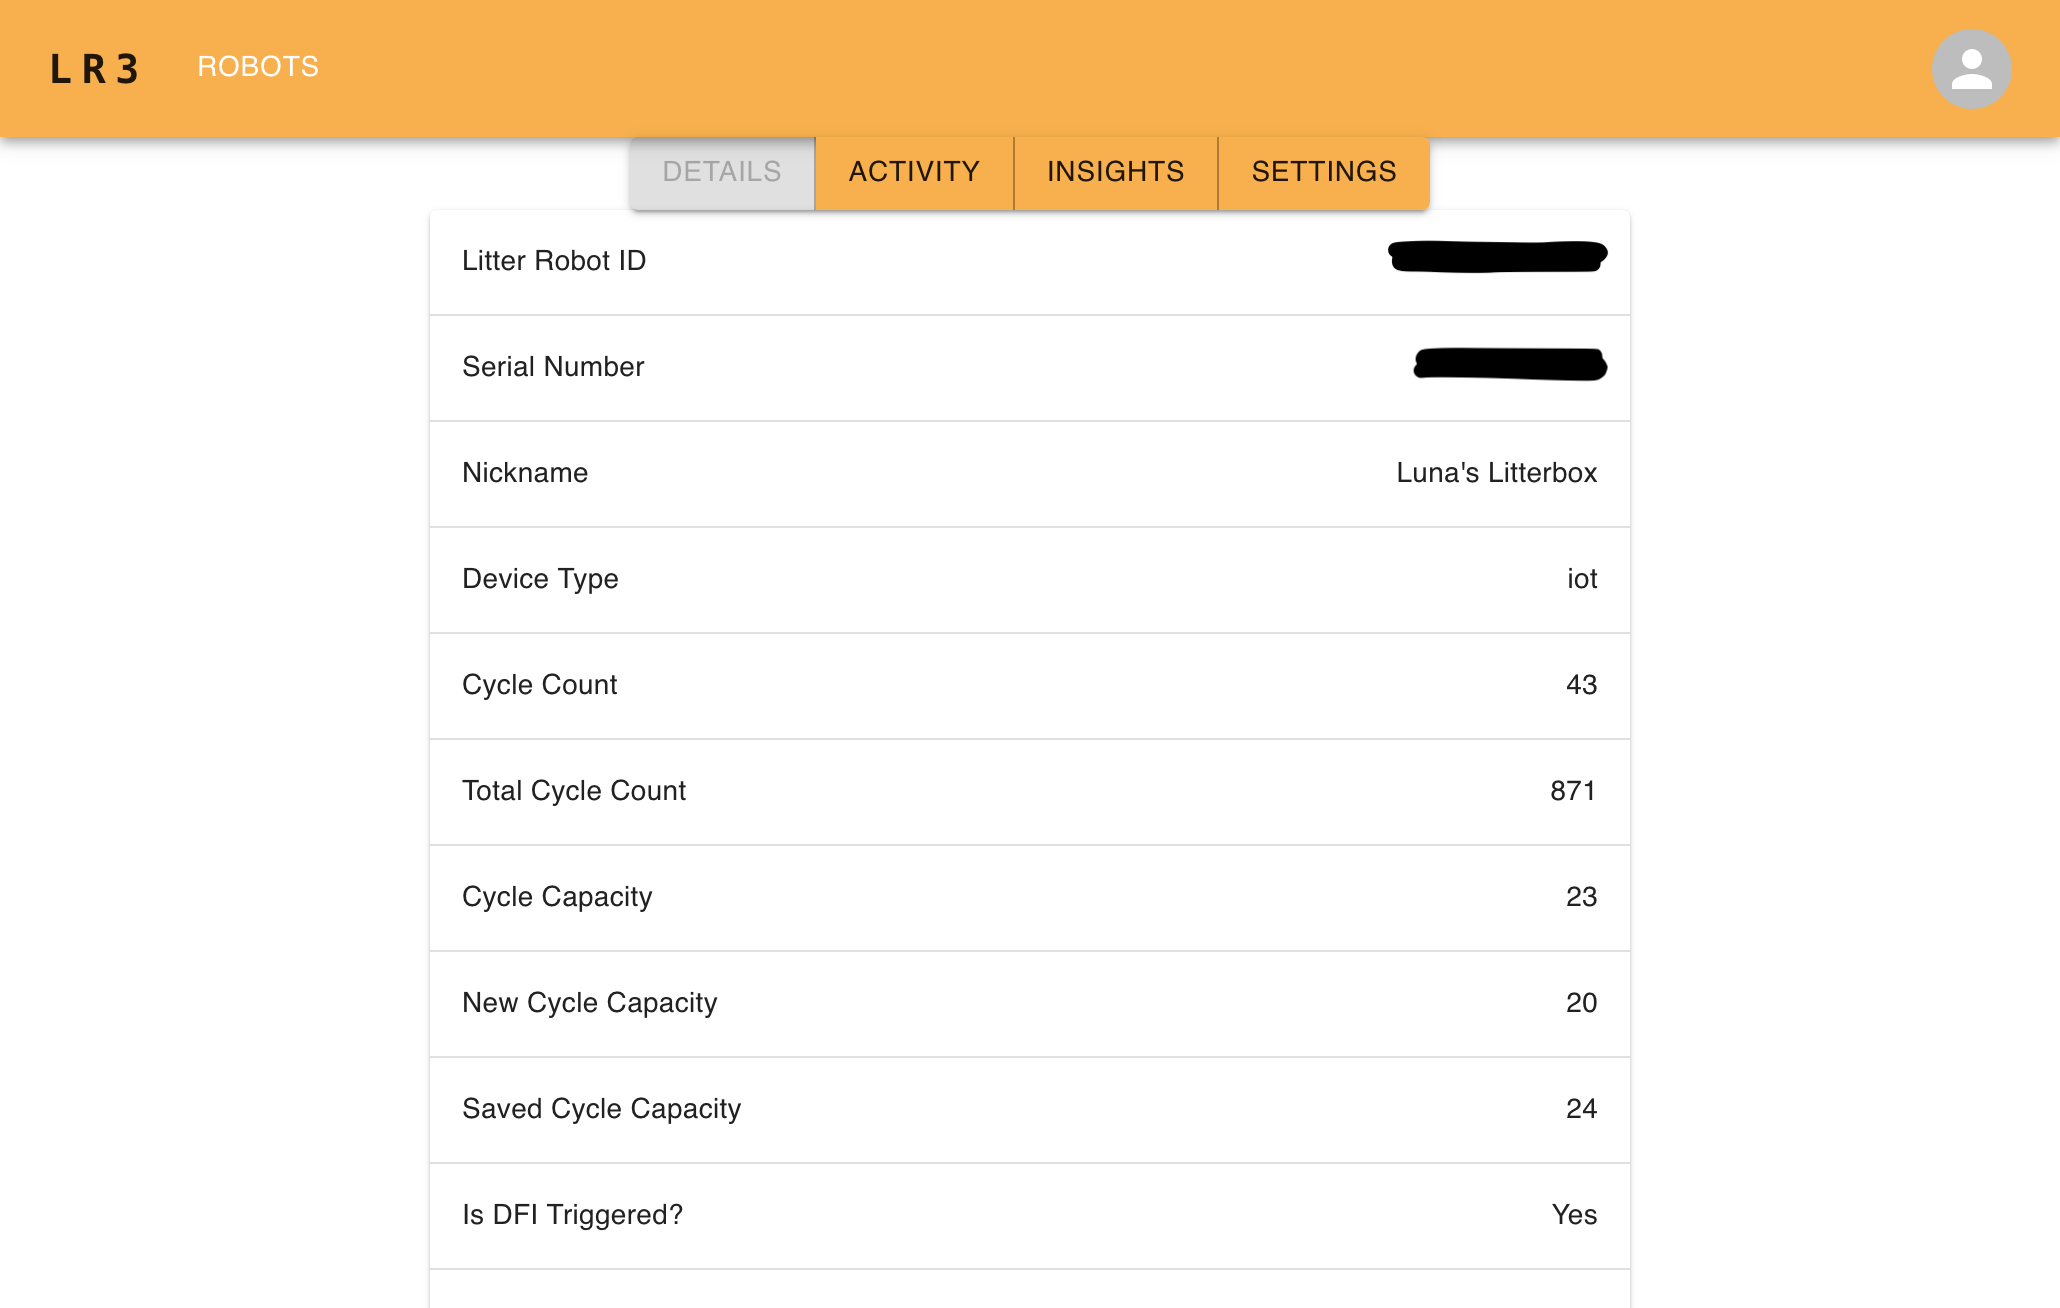 LR3 ROBOTS
DETAILS ACTIVITY INSIGHTS SETTINGS
Litter Robot ID
Serial Number
Nickname Luna's Litterbox
Device Type iot
Cycle Count 43
Total Cycle Count 871
Cycle Capacity 23
New Cycle Capacity 20
Saved Cycle Capacity 24
Is DFI Triggered? Yes